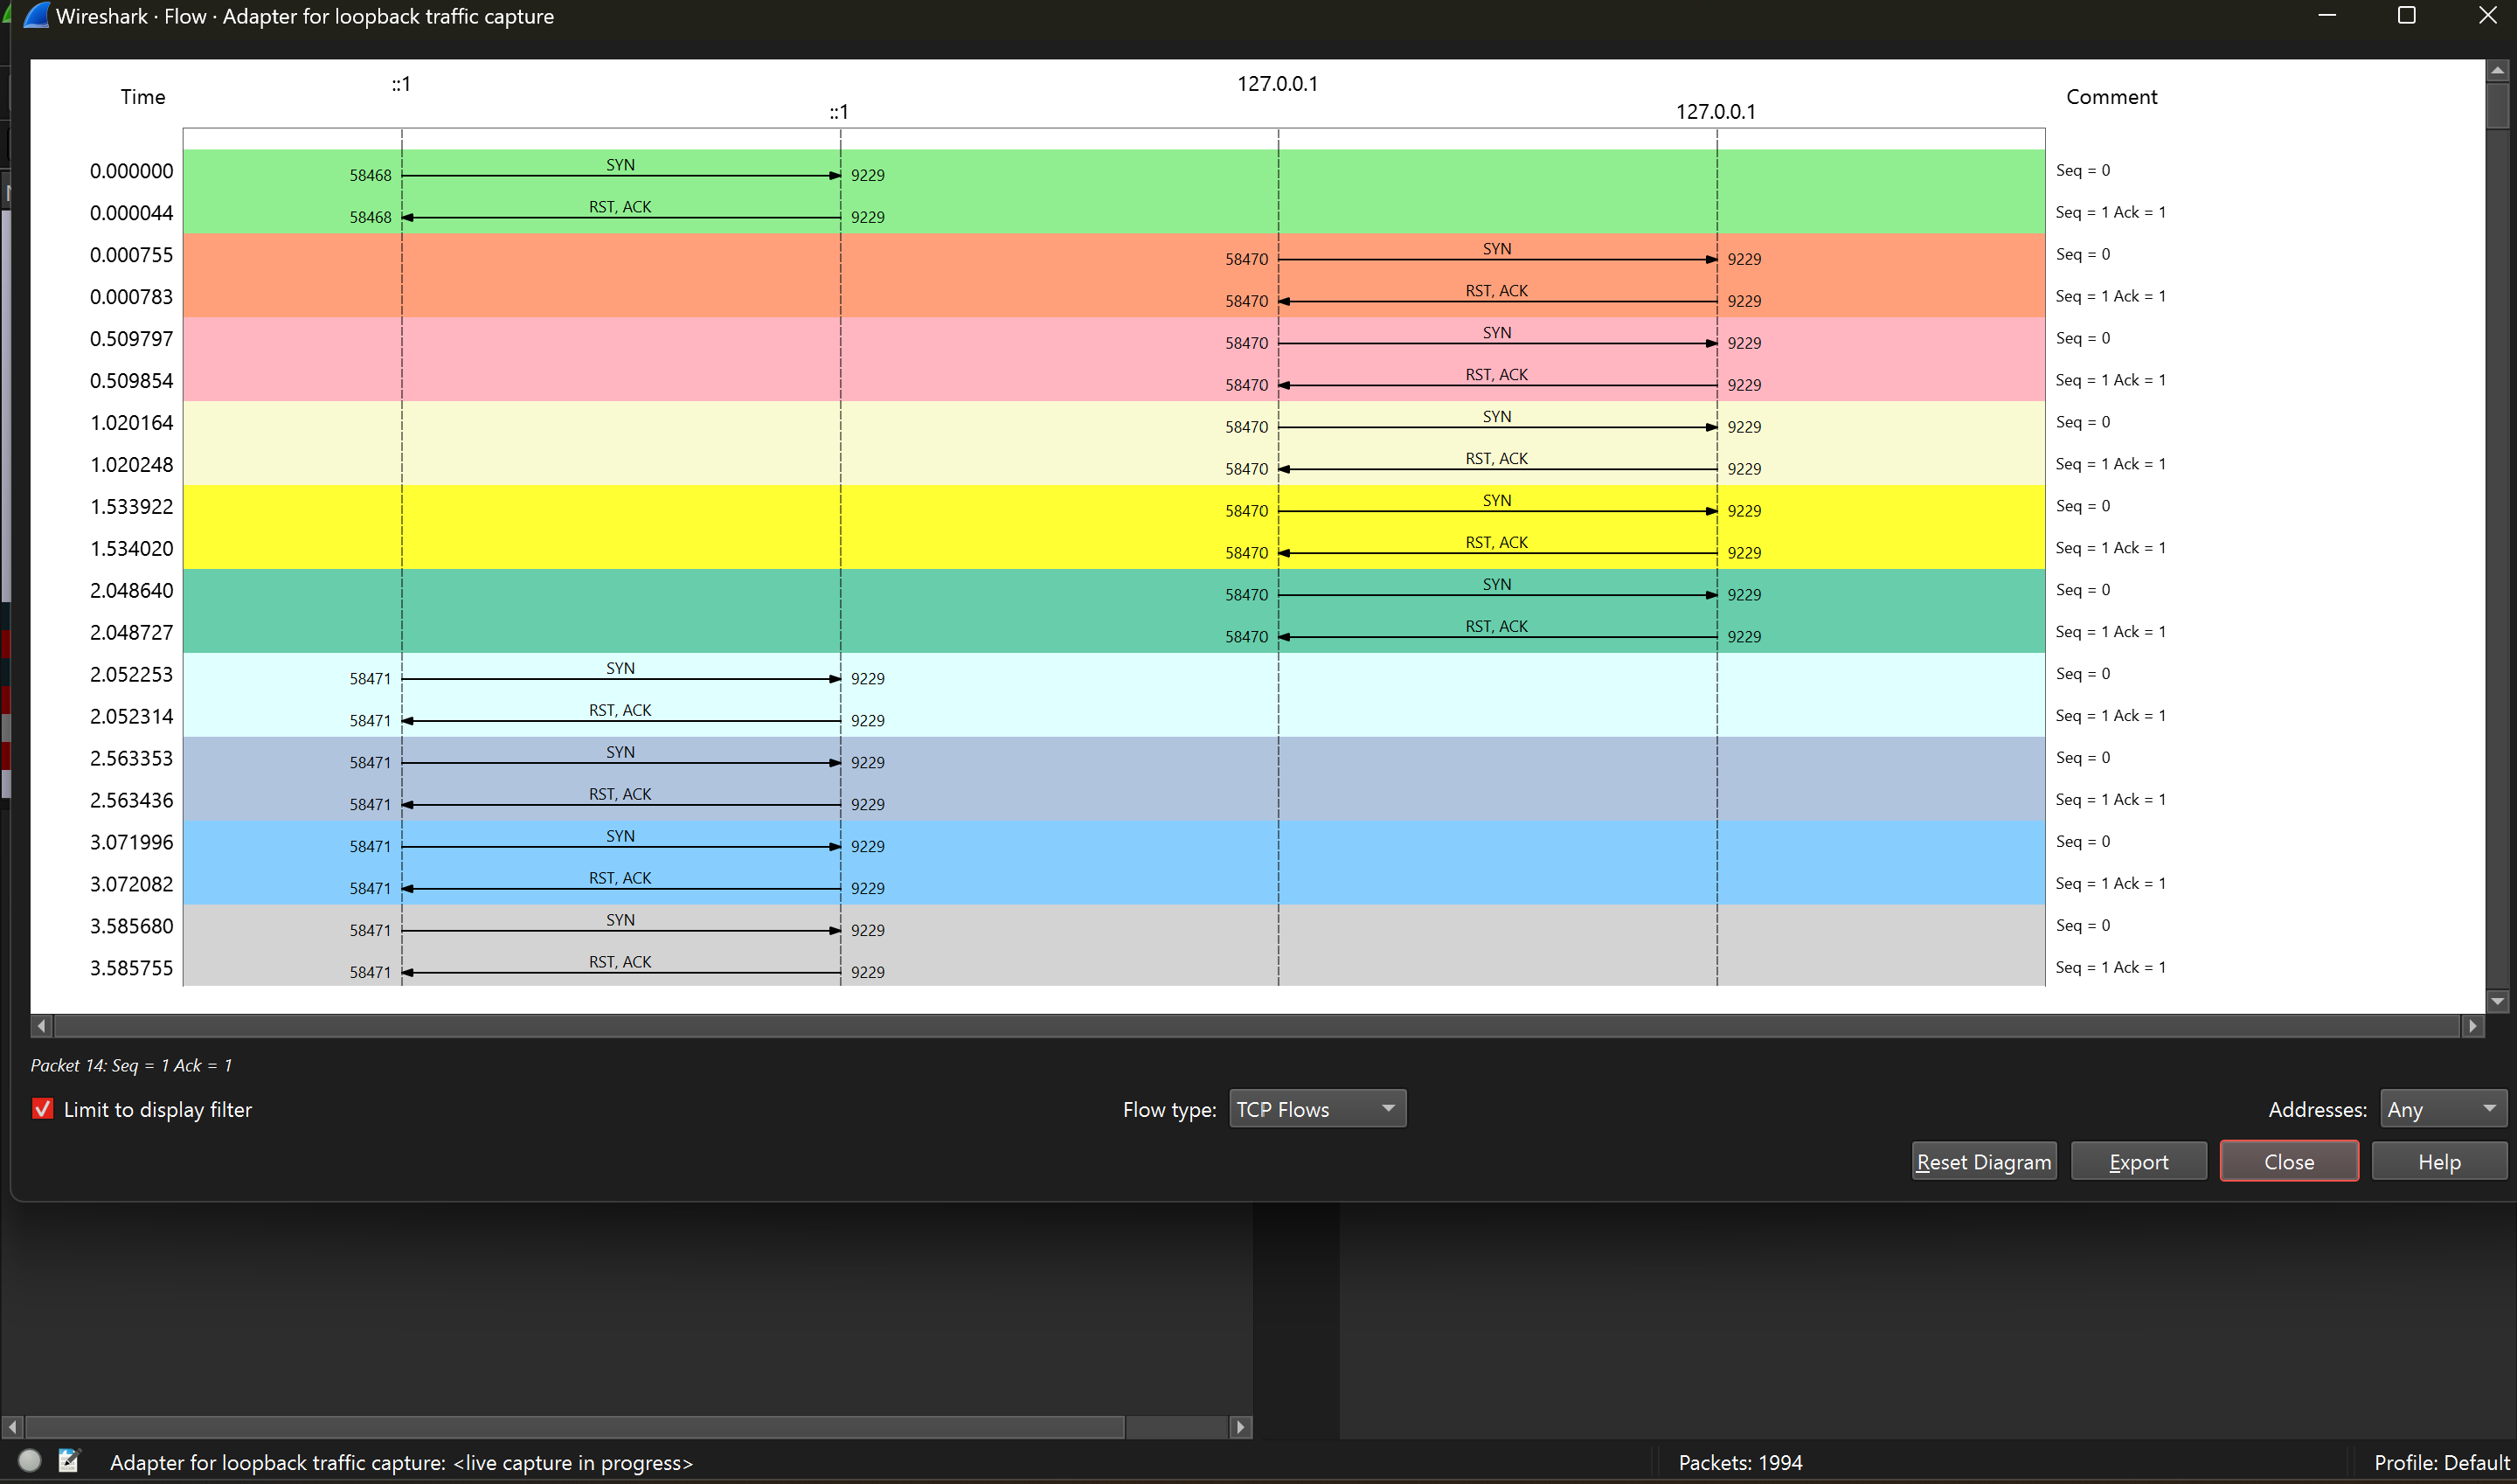 Wireshark · Flow · Adapter for loopback traffic capture
Time ::1 ::1 127.0.0.1 127.0.0.1 Comment
0.000000 58468 SYN 9229 Seq = 0
0.000044 58468 RST, ACK 9229 Seq = 1 Ack = 1
0.000755 58470 SYN 9229 Seq = 0
0.000783 58470 RST, ACK 9229 Seq = 1 Ack = 1
0.509797 58470 SYN 9229 Seq = 0
0.509854 58470 RST, ACK 9229 Seq = 1 Ack = 1
1.020164 58470 SYN 9229 Seq = 0
1.020248 58470 RST, ACK 9229 Seq = 1 Ack = 1
1.533922 58470 SYN 9229 Seq = 0
1.534020 58470 RST, ACK 9229 Seq = 1 Ack = 1
2.048640 58470 SYN 9229 Seq = 0
2.048727 58470 RST, ACK 9229 Seq = 1 Ack = 1
2.052253 58471 SYN 9229 Seq = 0
2.052314 58471 RST, ACK 9229 Seq = 1 Ack = 1
2.563353 58471 SYN 9229 Seq = 0
2.563436 58471 RST, ACK 9229 Seq = 1 Ack = 1
3.071996 58471 SYN 9229 Seq = 0
3.072082 58471 RST, ACK 9229 Seq = 1 Ack = 1
3.585680 58471 SYN 9229 Seq = 0
3.585755 58471 RST, ACK 9229 Seq = 1 Ack = 1
Packet 14: Seq = 1 Ack = 1
Limit to display filter Flow type: TCP Flows Addresses: Any
Reset Diagram Export Close Help
Adapter for loopback traffic capture: <live capture in progress> Packets: 1994 Profile: Default